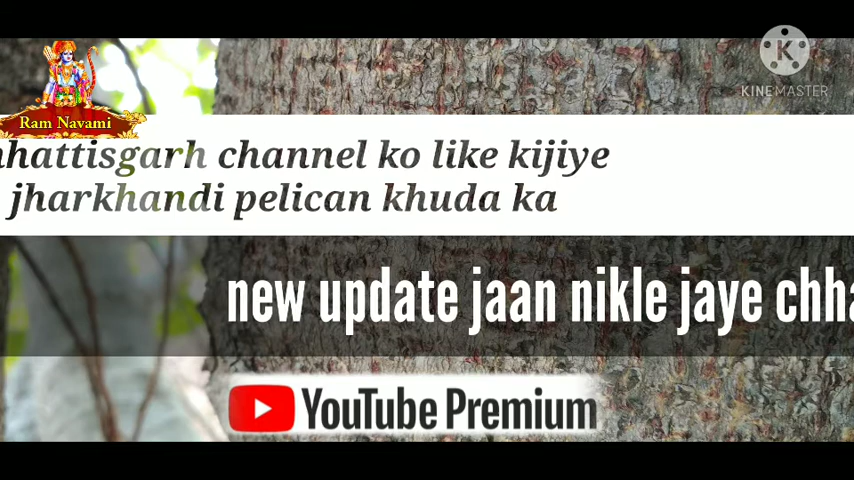 KINEMASTER
Ram Navami
hhattisgarh channel ko like kijiye
jharkhandi pelican khuda ka
new update jaan nikle jaye chha
YouTube Premium